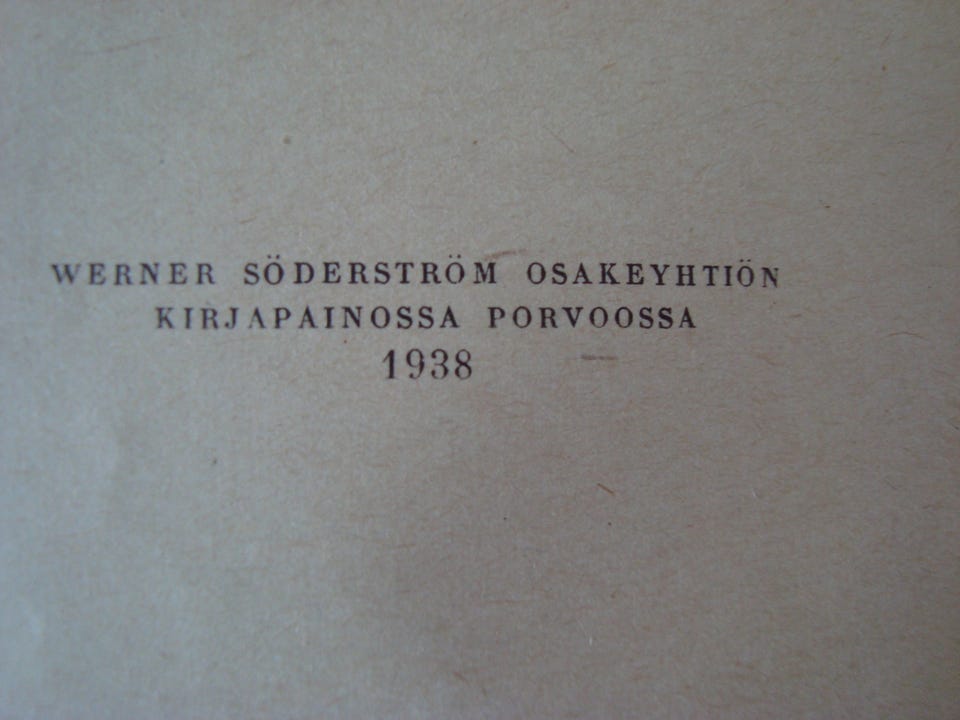 WERNER SÖDERSTRÖM OSAKEYHTIÖN
KIRJAPAINOSSA PORVOOSSA
1938